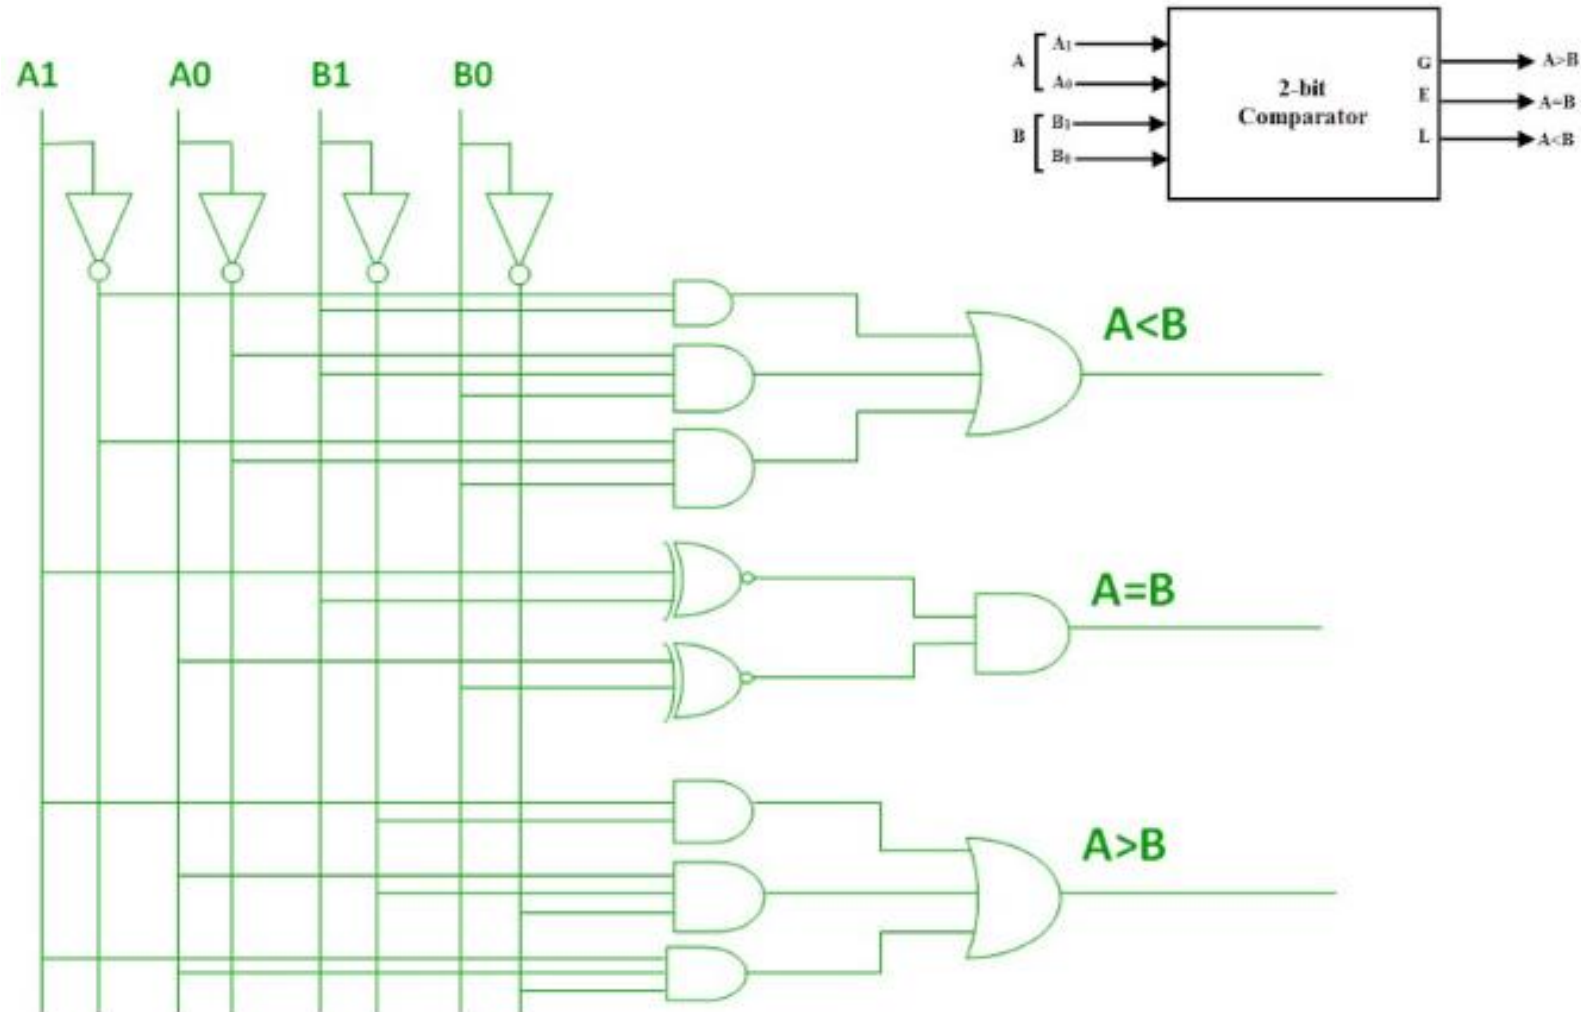 A1 A0 B1 B0
A<B
A=B
A>B
A
A₁
A₀
B
B₁
B₀
2-bit
Comparator
G
E
L
A>B
A=B
A<B